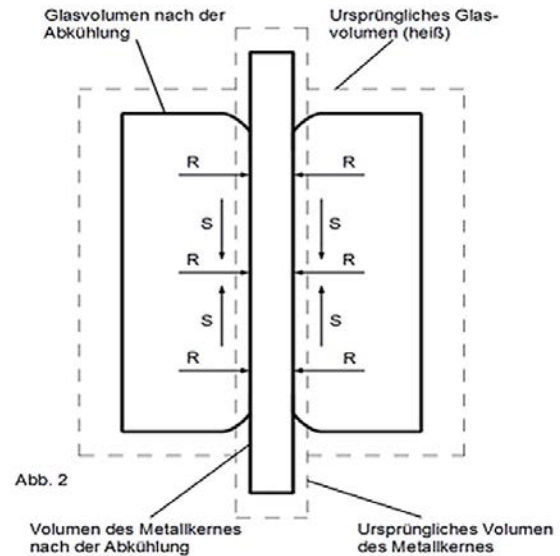 Glasvolumen nach der
Abkühlung
Ursprüngliches Glas-
volumen (heiß)
R
R
S
S
R
R
S
S
R
R
Abb. 2
Volumen des Metallkernes
nach der Abkühlung
Ursprüngliches Volumen
des Metallkernes